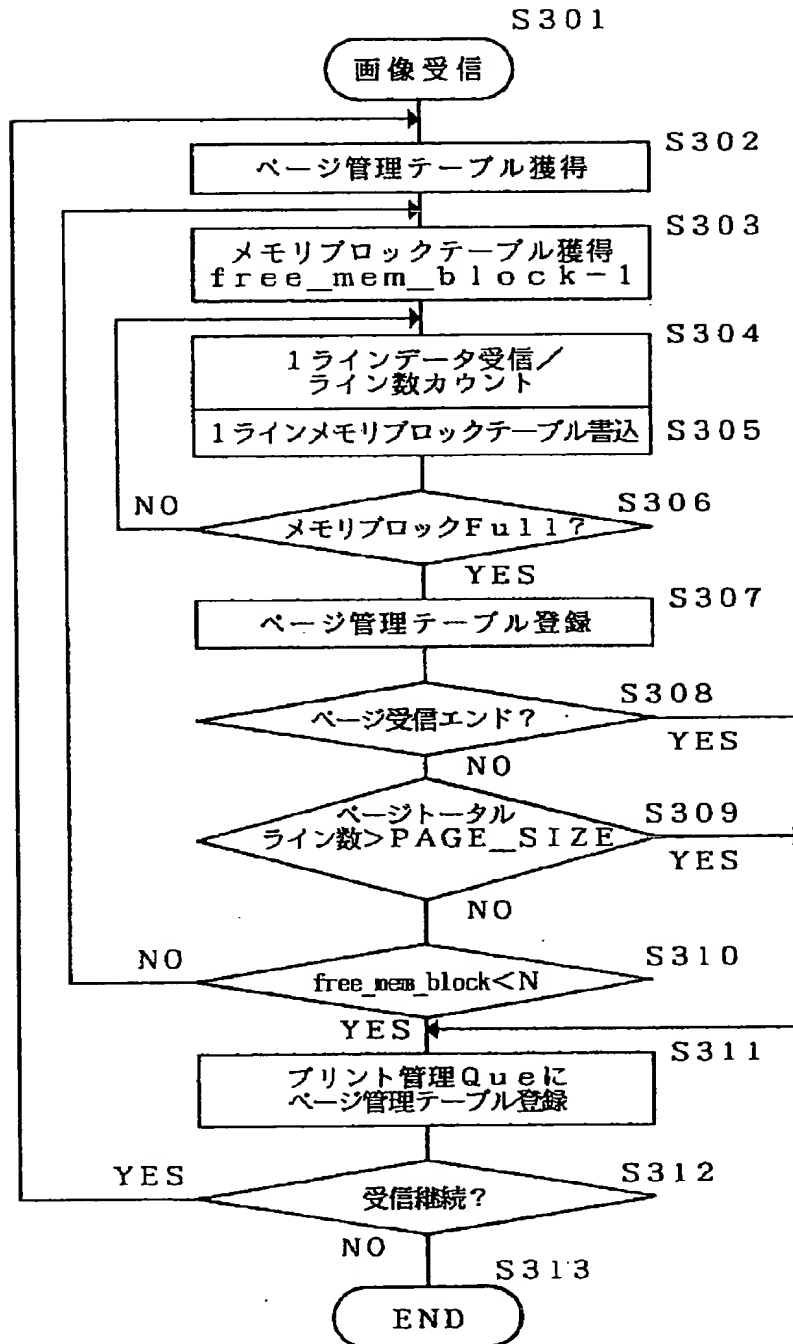 S301
画像受信
S302
ページ管理テーブル獲得
S303
メモリブロックテーブル獲得
free_mem_block-1
S304
1ラインデータ受信/
ライン数カウント
1ラインメモリブロックテーブル書込
S305
S306
NO
メモリブロックFull?
YES
S307
ページ管理テーブル登録
S308
ページ受信エンド?
YES
NO
ページトータル
S309
ライン数>PAGE_SIZE
YES
NO
NO
S310
free_mem_block<N
YES
S311
プリント管理Queに
ページ管理テーブル登録
YES
S312
受信継続?
NO
S313
END